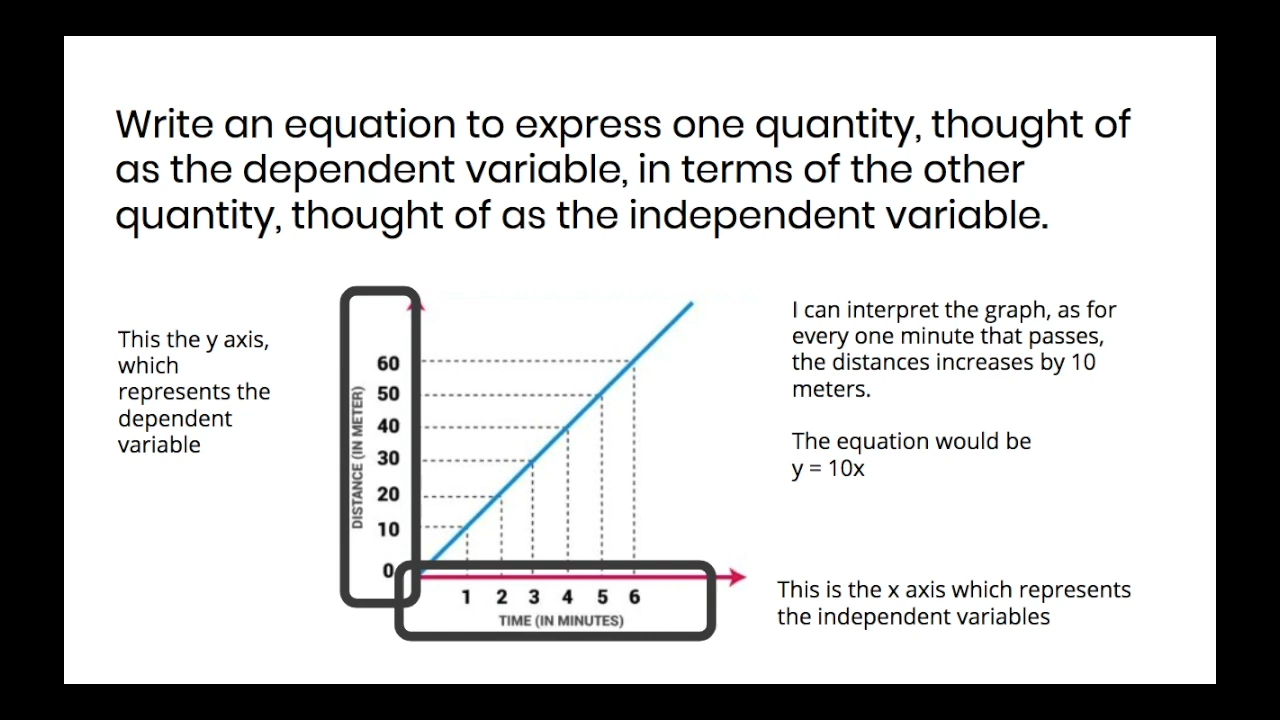 Write an equation to express one quantity, thought of
as the dependent variable, in terms of the other
quantity, thought of as the independent variable.
This the y axis,
which
represents the
dependent
variable
DISTANCE (IN METER)
60
50
40
30
20
10
0
1 2 3 4 5 6
TIME (IN MINUTES)
I can interpret the graph, as for
every one minute that passes,
the distances increases by 10
meters.
The equation would be
y = 10x
This is the x axis which represents
the independent variables